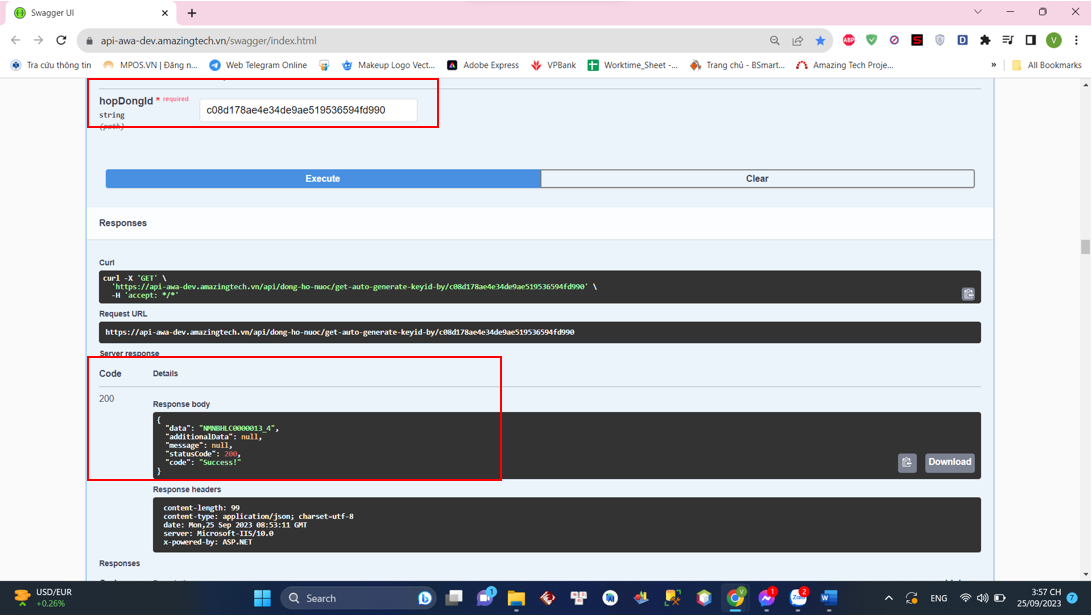 Swagger UI
api-awa-dev.amazingtech.vn/swagger/index.html
ABP
S
D
V
Tra cứu thông tin
MPOS.VN | Đăng n...
Web Telegram Online
Makeup Logo Vect...
Adobe Express
VPBank
Worktime_Sheet -...
Trang chủ - BSmart...
Amazing Tech Proje...
»
All Bookmarks
hopDongId * required
string
(path)
c08d178ae4e34de9ae519536594fd990
Execute
Clear
Responses
Curl
curl -X 'GET' \
'https://api-awa-dev.amazingtech.vn/api/dong-ho-nuoc/get-auto-generate-keyid-by/c08d178ae4e34de9ae519536594fd990' \
-H 'accept: */*'
Request URL
https://api-awa-dev.amazingtech.vn/api/dong-ho-nuoc/get-auto-generate-keyid-by/c08d178ae4e34de9ae519536594fd990
Server response
Code
Details
200
Response body
{
"data": "NMNBHLC0000013_4",
"additionalData": null,
"message": null,
"statusCode": 200,
"code": "Success!"
}
Download
Response headers
content-length: 99
content-type: application/json; charset=utf-8
date: Mon,25 Sep 2023 08:53:11 GMT
server: Microsoft-IIS/10.0
x-powered-by: ASP.NET
Responses
USD/EUR
+0.26%
Search
1
V
1
2
ENG
3:57 CH
25/09/2023
7